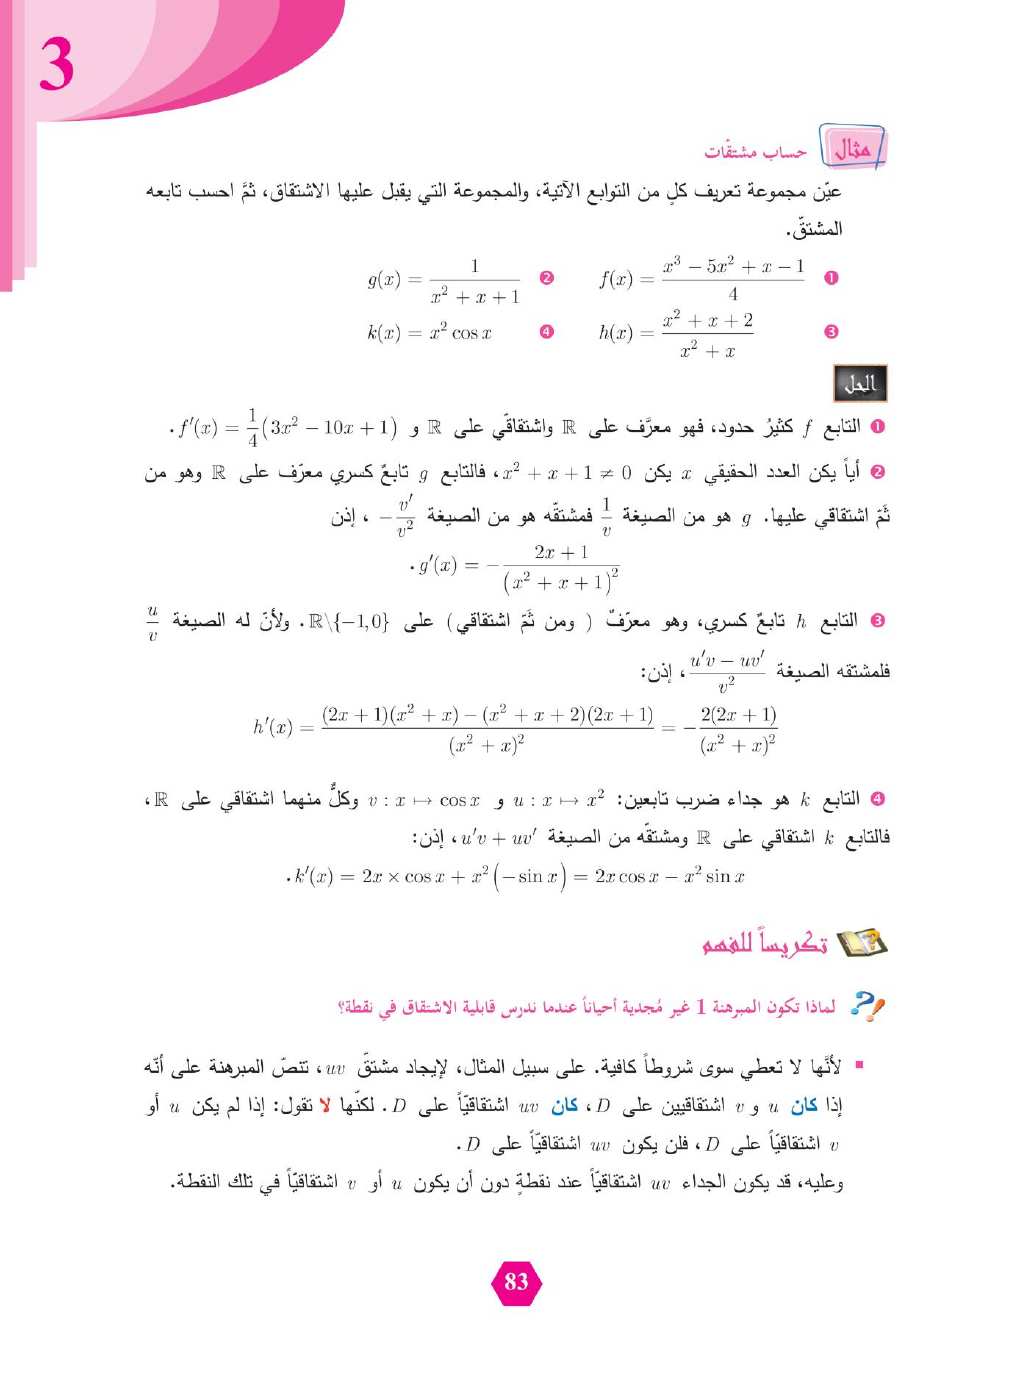 3
مثال حساب مشتقّات
عيّن مجموعة تعريف كلٍ من التوابع الآتية، والمجموعة التي يقبل عليها الاشتقاق، ثمَّ احسب تابعه
المشتقّ.
❶ f(x) = (x³ − 5x² + x − 1)/4 ❷ g(x) = 1/(x² + x + 1)
❸ h(x) = (x² + x + 2)/(x² + x) ❹ k(x) = x² cos x
الحل
❶ التابع f كثيرُ حدود، فهو معرَّف على ℝ واشتقاقّي على ℝ و f′(x) = 1/4(3x² − 10x + 1).
❷ أياً يكن العدد الحقيقي x يكن x² + x + 1 ≠ 0، فالتابع g تابعٌ كسري معرّف على ℝ وهو من
ثَمّ اشتقاقي عليها. g هو من الصيغة 1/v فمشتقّه هو من الصيغة −v′/v²، إذن
g′(x) = −(2x + 1)/(x² + x + 1)².
❸ التابع h تابعٌ كسري، وهو معرّفٌ ( ومن ثَمّ اشتقاقي) على ℝ\{−1,0}. ولأنّ له الصيغة u/v
فلمشتقه الصيغة (u′v − uv′)/v²، إذن:
h′(x) = ((2x + 1)(x² + x) − (x² + x + 2)(2x + 1))/(x² + x)² = −2(2x + 1)/(x² + x)²
❹ التابع k هو جداء ضرب تابعين: u : x ↦ x² و v : x ↦ cos x وكلٌّ منهما اشتقاقي على ℝ،
فالتابع k اشتقاقي على ℝ ومشتقّه من الصيغة u′v + uv′، إذن:
k′(x) = 2x × cos x + x²(− sin x) = 2x cos x − x² sin x.
تكريساً للفهم
لماذا تكون المبرهنة 1 غير مُجدية أحياناً عندما ندرس قابلية الاشتقاق في نقطة؟
▪ لأنَّها لا تعطي سوى شروطاً كافية. على سبيل المثال، لإيجاد مشتقّ uv، تنصّ المبرهنة على أنّه
إذا كان u و v اشتقاقيين على D، كان uv اشتقاقيّاً على D. لكنّها لا تقول: إذا لم يكن u أو
v اشتقاقيّاً على D، فلن يكون uv اشتقاقيّاً على D.
وعليه، قد يكون الجداء uv اشتقاقيّاً عند نقطةٍ دون أن يكون u أو v اشتقاقيّاً في تلك النقطة.
83